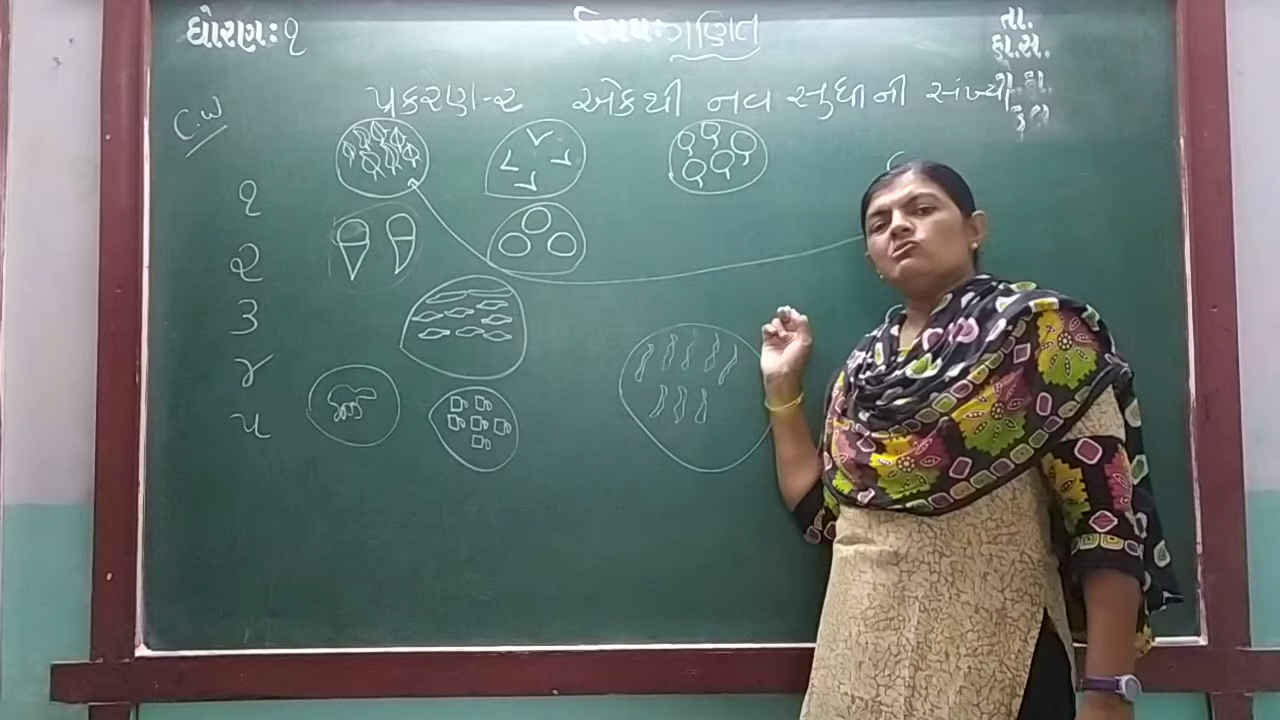 ધોરણ: ૧ વિષય: ગણિત તા.
હા.સં.
ગે.હા.
કુલ
પ્રકરણ-૨ એકથી નવ સુધીની સંખ્યા
C.W
૧
૨
૩
૪
૫